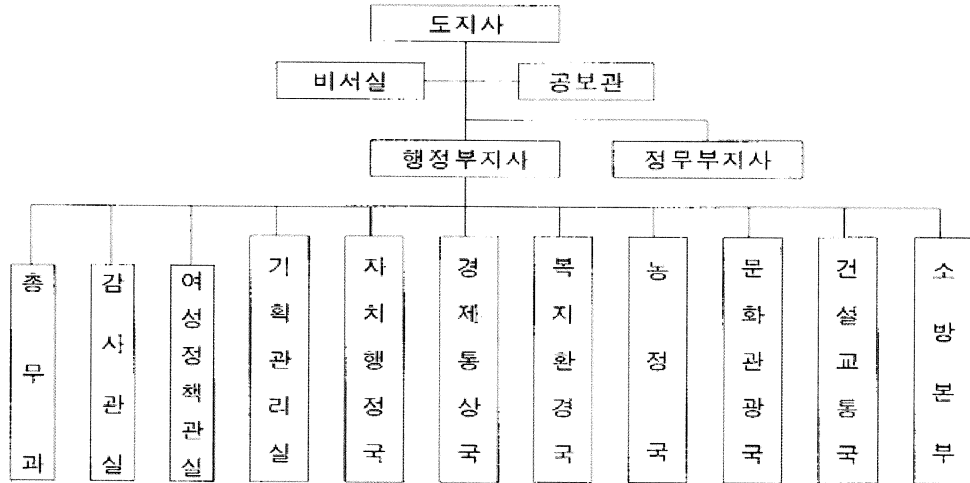 도지사
비서실
공보관
행정부지사
정무부지사
총무과
감사관실
여성정책관실
기획관리실
자치행정국
경제통상국
복지환경국
농정국
문화관광국
건설교통국
소방본부